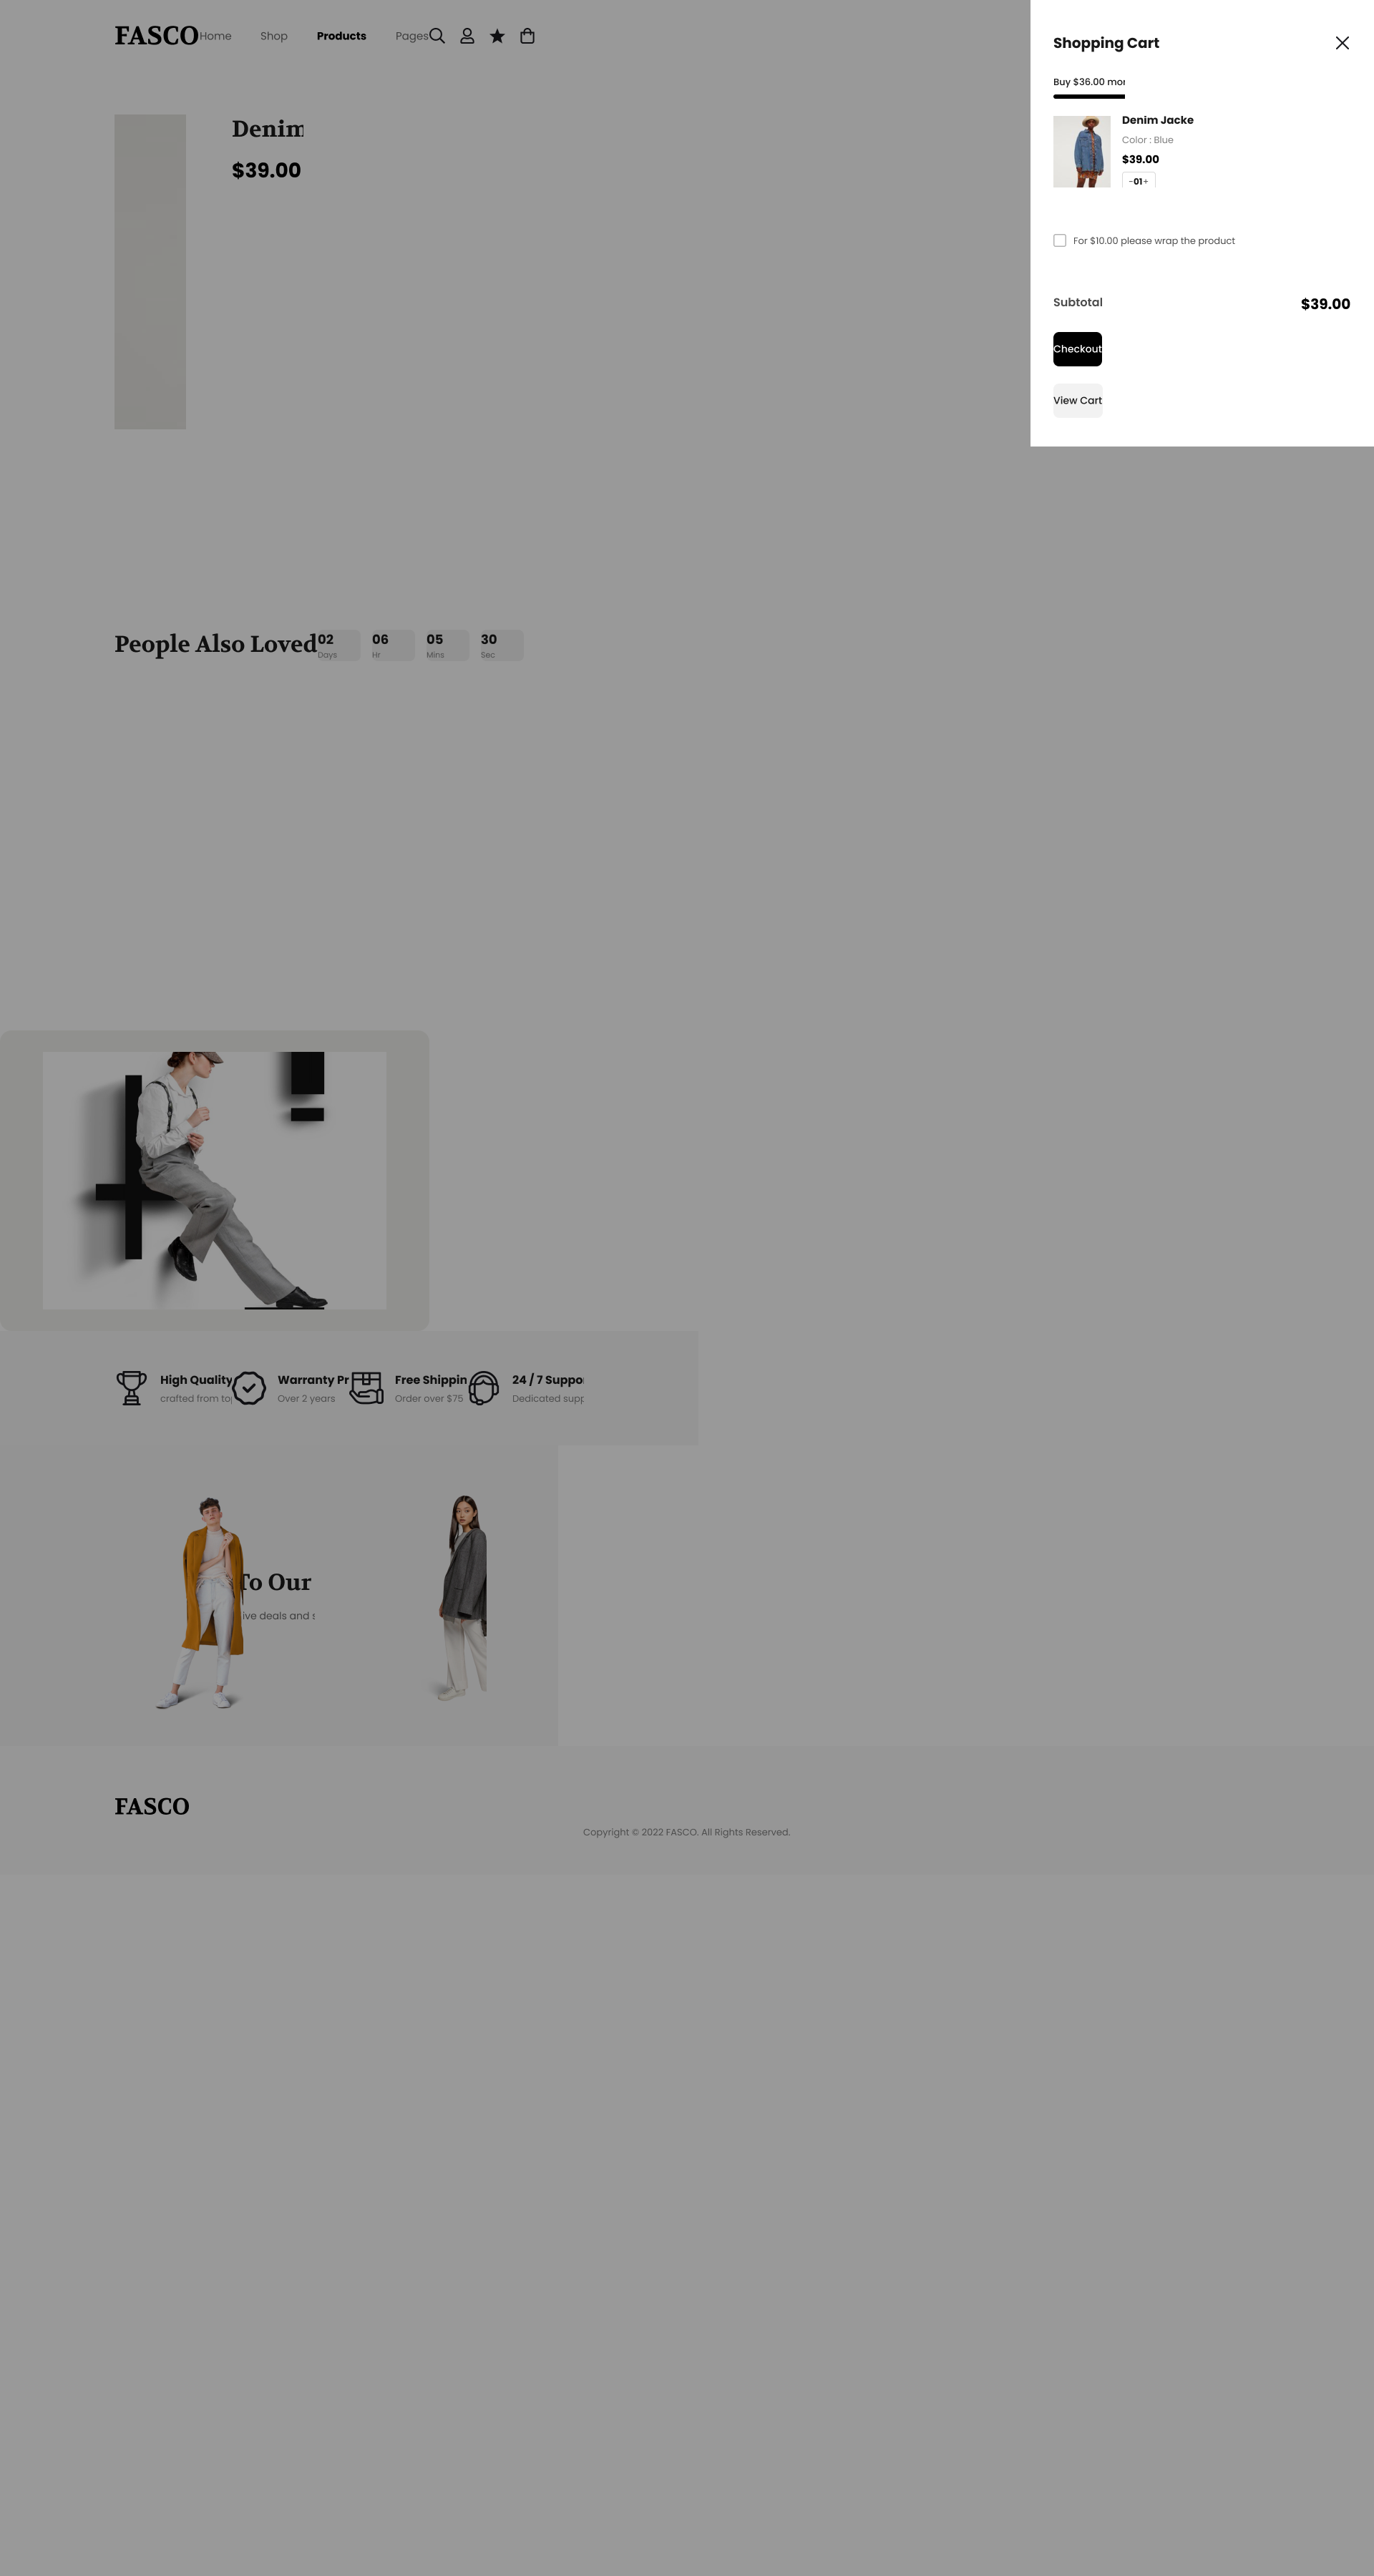 FASCO
Home Shop Products Pages
Shopping Cart
Buy $36.00 mor
Denim Jacke
Color : Blue
$39.00
- 01 +
For $10.00 please wrap the product
Subtotal $39.00
Checkout
View Cart
Denim
$39.00
People Also Loved
02 06 05 30
Days Hr Mins Sec
High Quality Warranty Pr Free Shippin 24 / 7 Suppo
crafted from to Over 2 years Order over $75 Dedicated supp
To Our
ive deals and s
FASCO
Copyright © 2022 FASCO. All Rights Reserved.